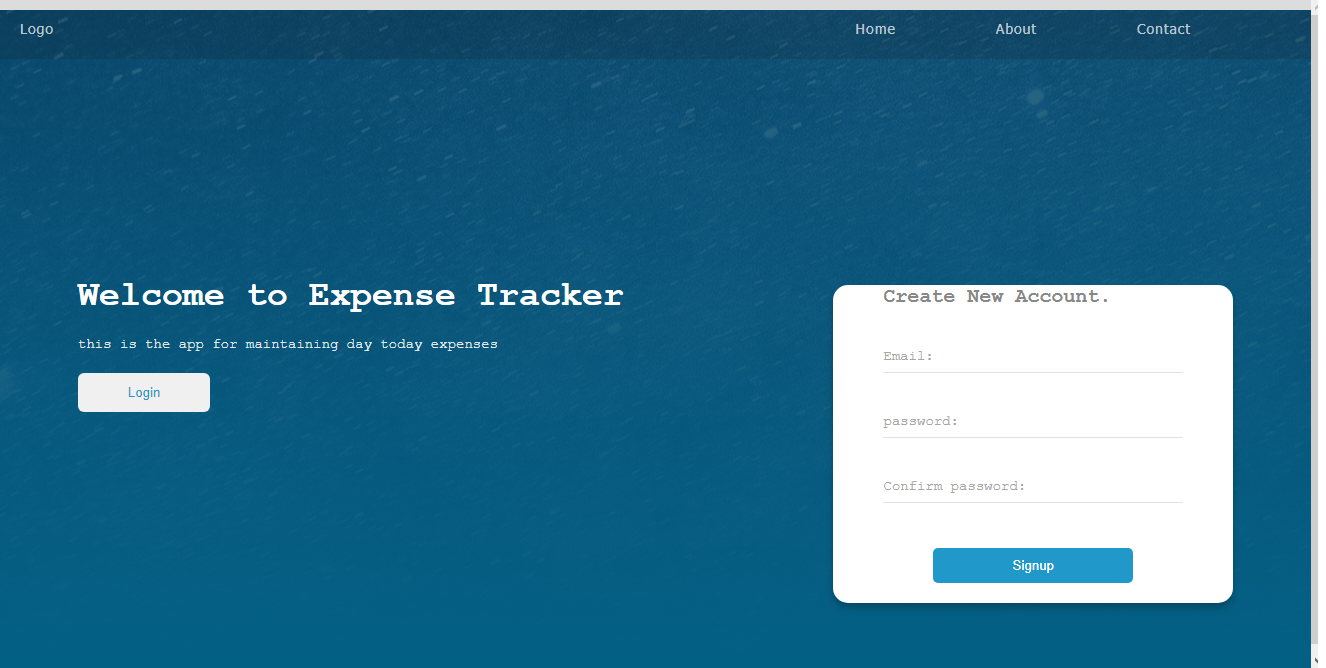 Logo
Home
About
Contact
Welcome to Expense Tracker
this is the app for maintaining day today expenses
Login
Create New Account.
Email:
password:
Confirm password:
Signup